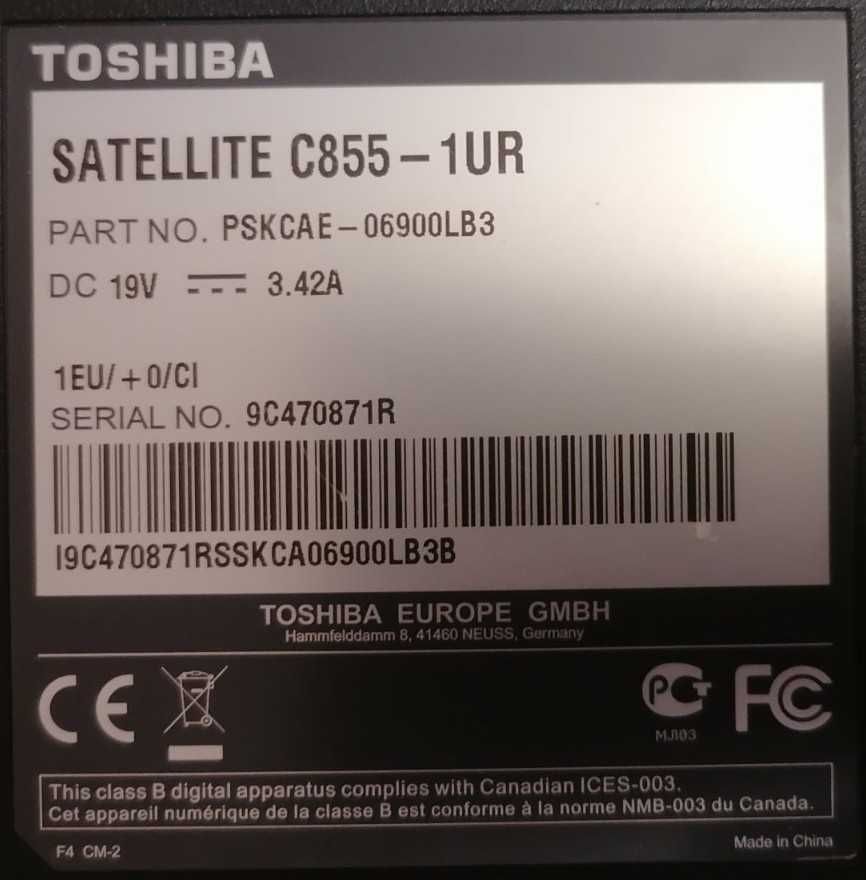 TOSHIBA
SATELLITE C855-1UR
PART NO. PSKCAE-06900LB3
DC 19V 3.42A
1EU/+0/CI
SERIAL NO. 9C470871R
I9C470871RSSKCA06900LB3B
TOSHIBA EUROPE GMBH
Hammfelddamm 8, 41460 NEUSS, Germany
CE PCT FC
МЛ03
This class B digital apparatus complies with Canadian ICES-003.
Cet appareil numérique de la classe B est conforme à la norme NMB-003 du Canada.
F4 CM-2 Made in China